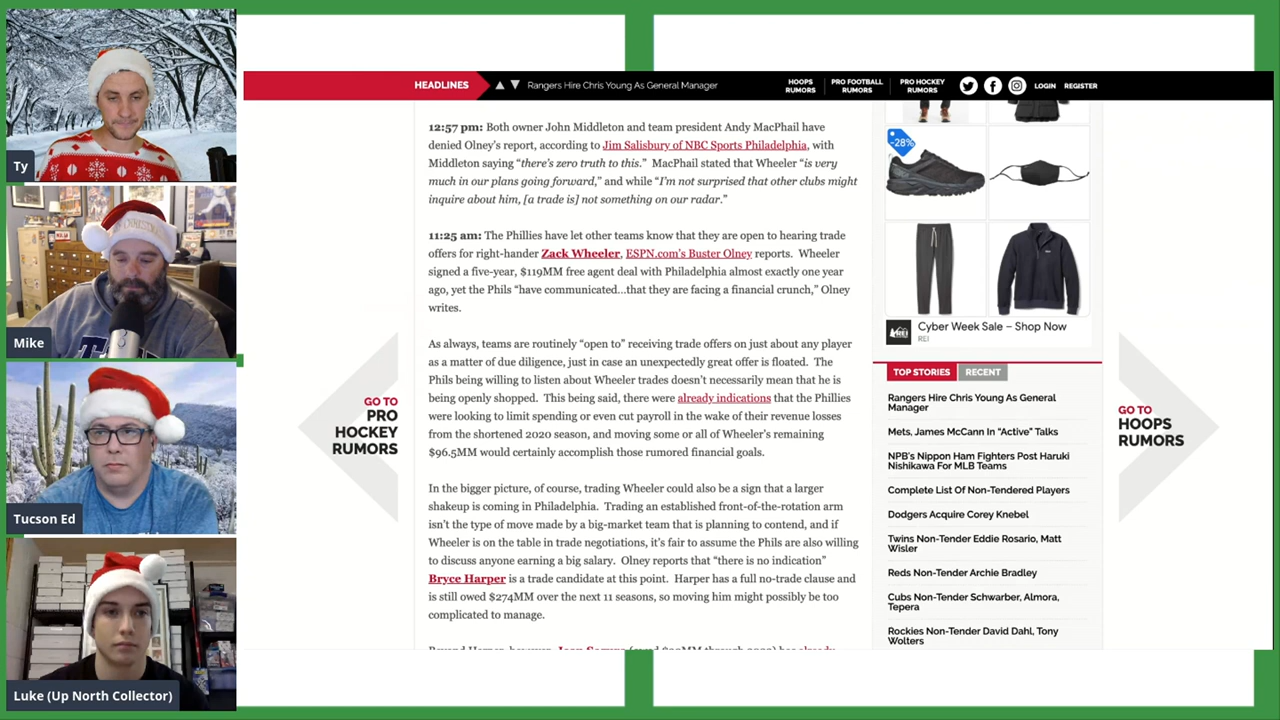 Ty
Mike
Tucson Ed
Luke (Up North Collector)
HEADLINES
Rangers Hire Chris Young As General Manager
HOOPS
RUMORS
PRO FOOTBALL
RUMORS
PRO HOCKEY
RUMORS
LOGIN
REGISTER
12:57 pm: Both owner John Middleton and team president Andy MacPhail have
denied Olney's report, according to Jim Salisbury of NBC Sports Philadelphia, with
Middleton saying "there's zero truth to this." MacPhail stated that Wheeler "is very
much in our plans going forward," and while "I'm not surprised that other clubs might
inquire about him, [a trade is] not something on our radar."
11:25 am: The Phillies have let other teams know that they are open to hearing trade
offers for right-hander Zack Wheeler, ESPN.com's Buster Olney reports. Wheeler
signed a five-year, $119MM free agent deal with Philadelphia almost exactly one year
ago, yet the Phils "have communicated...that they are facing a financial crunch," Olney
writes.
As always, teams are routinely "open to" receiving trade offers on just about any player
as a matter of due diligence, just in case an unexpectedly great offer is floated. The
Phils being willing to listen about Wheeler trades doesn't necessarily mean that he is
being openly shopped. This being said, there were already indications that the Phillies
were looking to limit spending or even cut payroll in the wake of their revenue losses
from the shortened 2020 season, and moving some or all of Wheeler's remaining
$96.5MM would certainly accomplish those rumored financial goals.
In the bigger picture, of course, trading Wheeler could also be a sign that a larger
shakeup is coming in Philadelphia. Trading an established front-of-the-rotation arm
isn't the type of move made by a big-market team that is planning to contend, and if
Wheeler is on the table in trade negotiations, it's fair to assume the Phils are also willing
to discuss anyone earning a big salary. Olney reports that "there is no indication"
Bryce Harper is a trade candidate at this point. Harper has a full no-trade clause and
is still owed $274MM over the next 11 seasons, so moving him might possibly be too
complicated to manage.
GO TO
PRO
HOCKEY
RUMORS
-28%
REI
Cyber Week Sale – Shop Now
REI
TOP STORIES
RECENT
Rangers Hire Chris Young As General
Manager
Mets, James McCann In "Active" Talks
NPB's Nippon Ham Fighters Post Haruki
Nishikawa For MLB Teams
Complete List Of Non-Tendered Players
Dodgers Acquire Corey Knebel
Twins Non-Tender Eddie Rosario, Matt
Wisler
Reds Non-Tender Archie Bradley
Cubs Non-Tender Schwarber, Almora,
Tepera
Rockies Non-Tender David Dahl, Tony
Wolters
GO TO
HOOPS
RUMORS